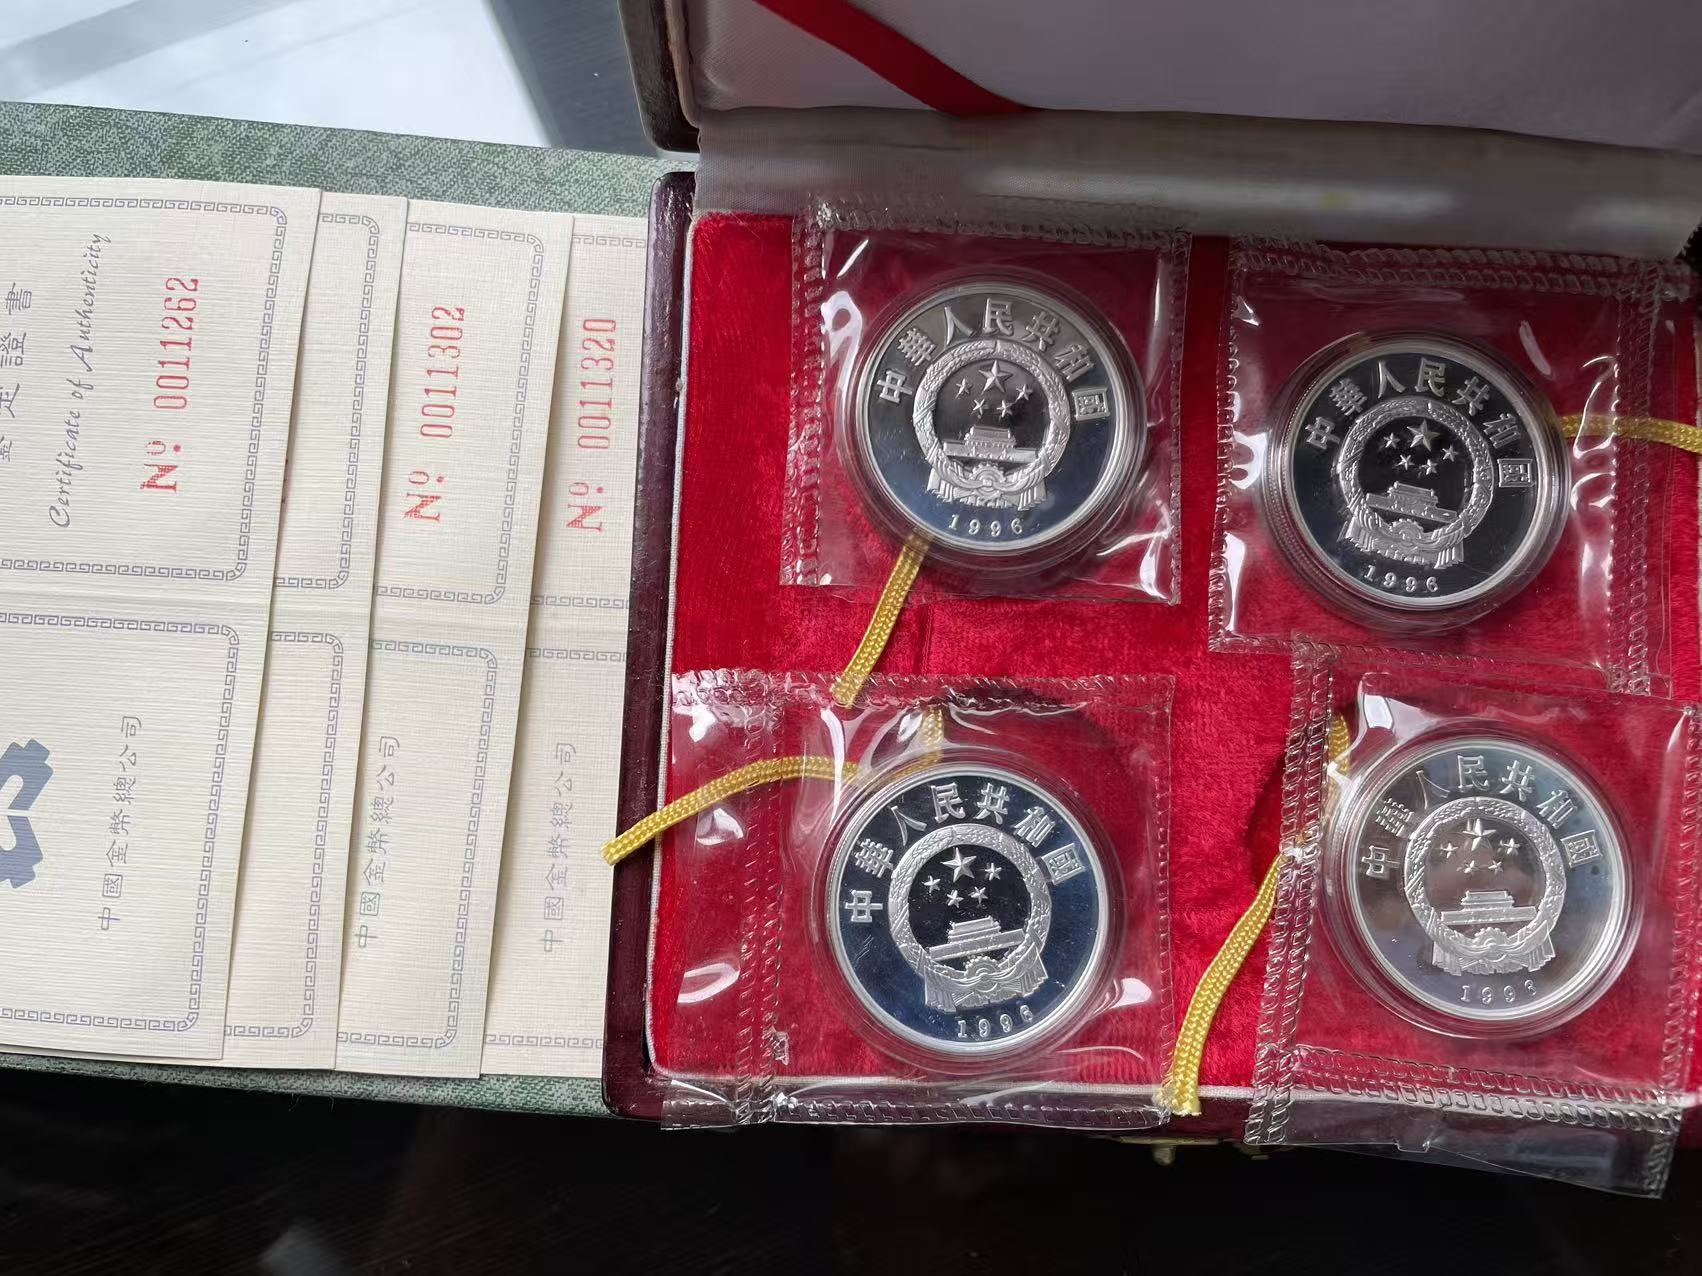 鉴定證書
Certificate of Authenticity
Nº 0011262
中國金幣總公司
Nº 0011302
中國金幣總公司
Nº 0011320
中國金幣總公司
中華人民共和國
1996
中華人民共和國
1996
中華人民共和國
1996
中華人民共和國
1996